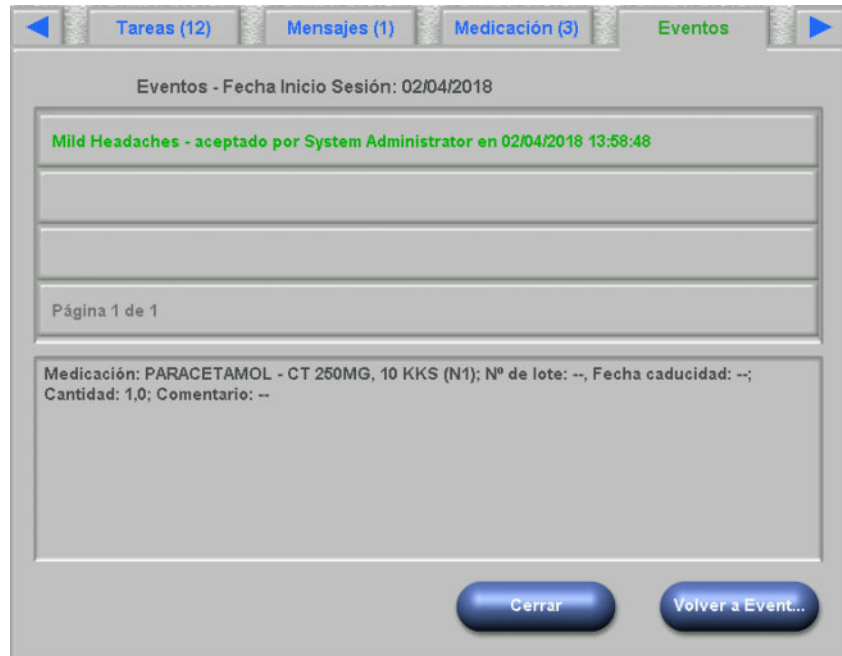 Tareas (12) Mensajes (1) Medicación (3) Eventos
Eventos - Fecha Inicio Sesión: 02/04/2018
Mild Headaches - aceptado por System Administrator en 02/04/2018 13:58:48
Página 1 de 1
Medicación: PARACETAMOL - CT 250MG, 10 KKS (N1); Nº de lote: --, Fecha caducidad: --;
Cantidad: 1,0; Comentario: --
Cerrar Volver a Event...